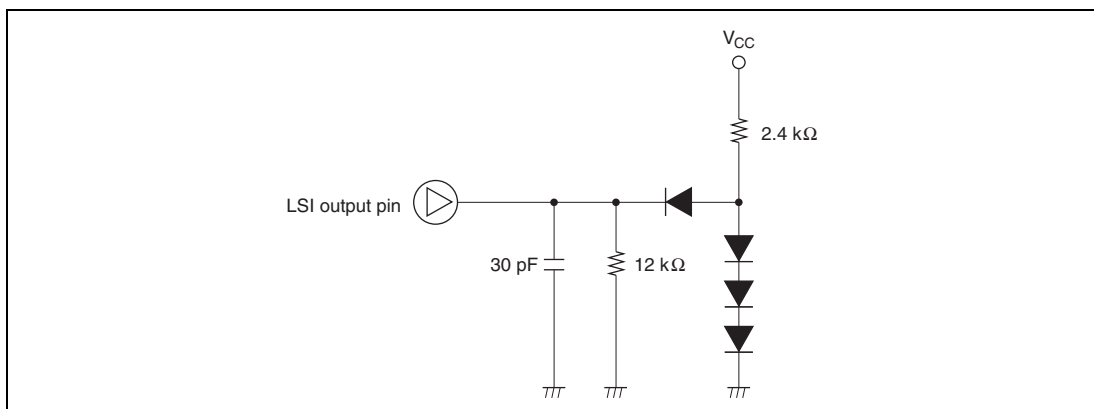 V_CC
2.4 kΩ
LSI output pin
30 pF
12 kΩ